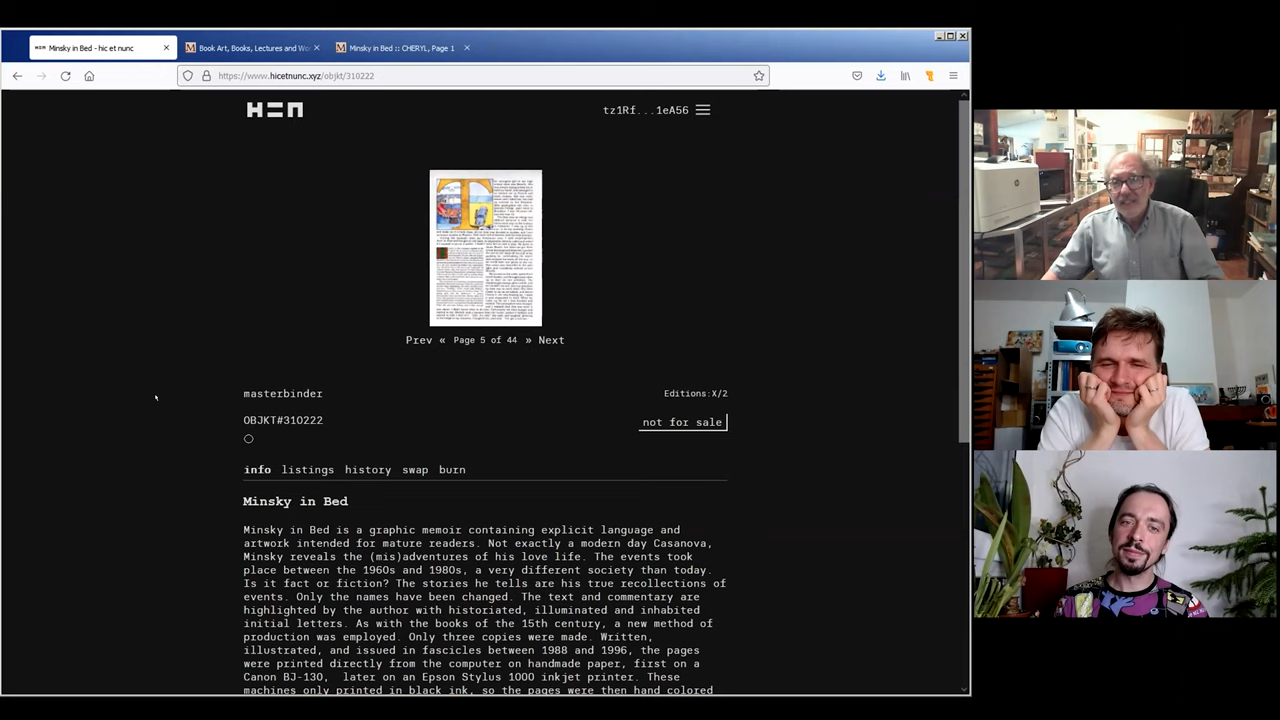 Minsky in Bed - hic et nunc
Book Art, Books, Lectures and Wo
Minsky in Bed :: CHERYL, Page 1
https://www.hicetnunc.xyz/objkt/310222
H=N
tz1Rf...1eA56
T
Prev « Page 5 of 44 » Next
masterbinder
Editions:X/2
OBJKT#310222
not for sale
info listings history swap burn
Minsky in Bed
Minsky in Bed is a graphic memoir containing explicit language and
artwork intended for mature readers. Not exactly a modern day Casanova,
Minsky reveals the (mis)adventures of his love life. The events took
place between the 1960s and 1980s, a very different society than today.
Is it fact or fiction? The stories he tells are his true recollections of
events. Only the names have been changed. The text and commentary are
highlighted by the author with historiated, illuminated and inhabited
initial letters. As with the books of the 15th century, a new method of
production was employed. Only three copies were made. Written,
illustrated, and issued in fascicles between 1988 and 1996, the pages
were printed directly from the computer on handmade paper, first on a
Canon BJ-130, later on an Epson Stylus 1000 inkjet printer. These
machines only printed in black ink, so the pages were then hand colored